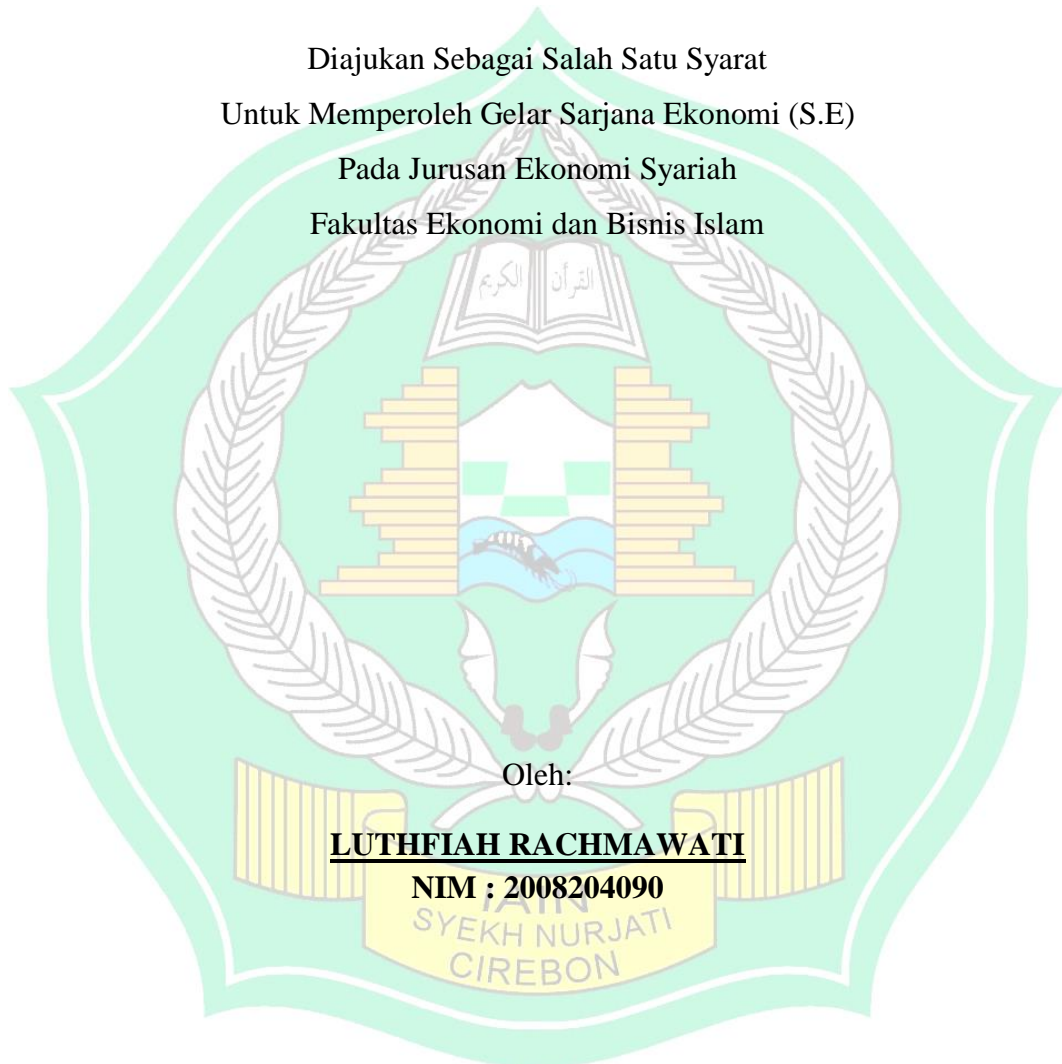 Diajukan Sebagai Salah Satu Syarat
Untuk Memperoleh Gelar Sarjana Ekonomi (S.E)
Pada Jurusan Ekonomi Syariah
Fakultas Ekonomi dan Bisnis Islam
القرأن الكريم
Oleh:
LUTHFIAH RACHMAWATI
NIM : 2008204090
IAIN
SYEKH NURJATI
CIREBON